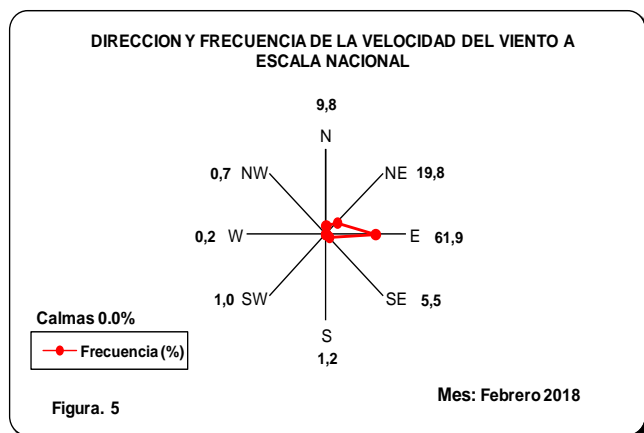 DIRECCION Y FRECUENCIA DE LA VELOCIDAD DEL VIENTO A
ESCALA NACIONAL
9,8
N
0,7 NW
NE 19,8
0,2 W
E 61,9
1,0 SW
SE 5,5
S
1,2
Calmas 0.0%
Frecuencia (%)
Figura. 5
Mes: Febrero 2018